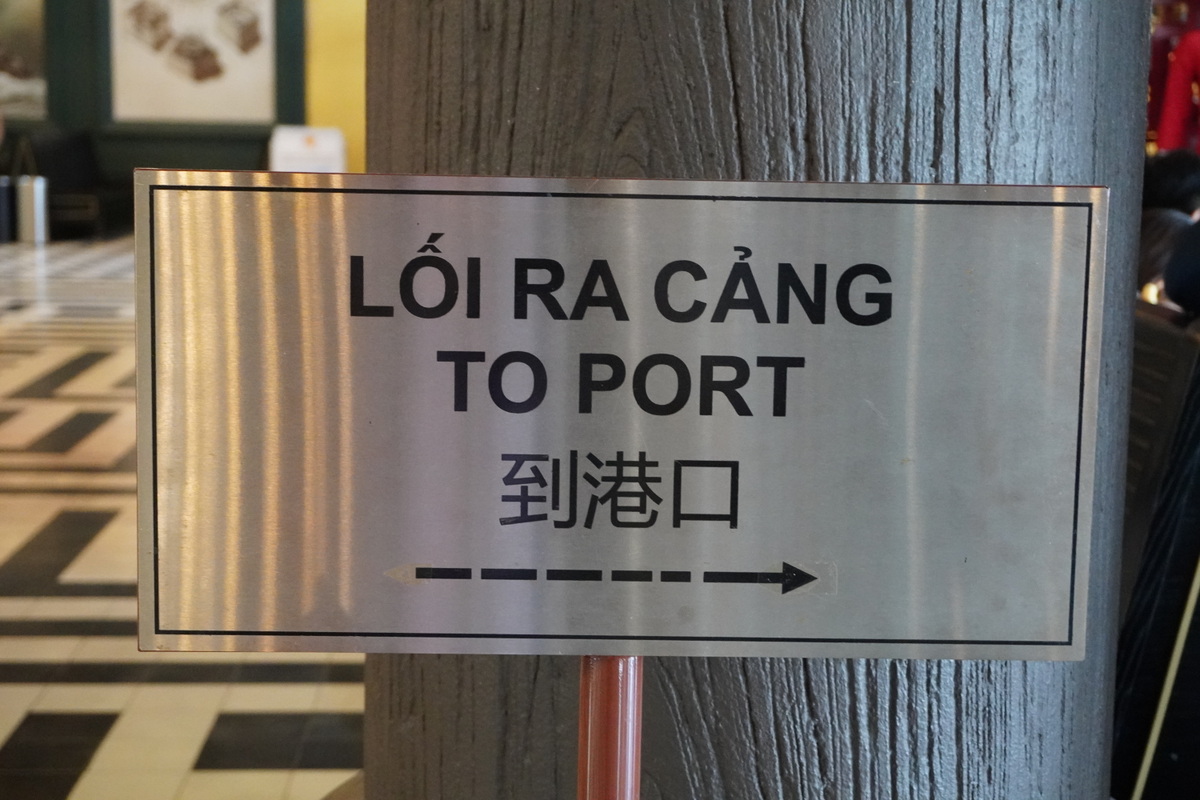 LỐI RA CẢNG
TO PORT
到港口